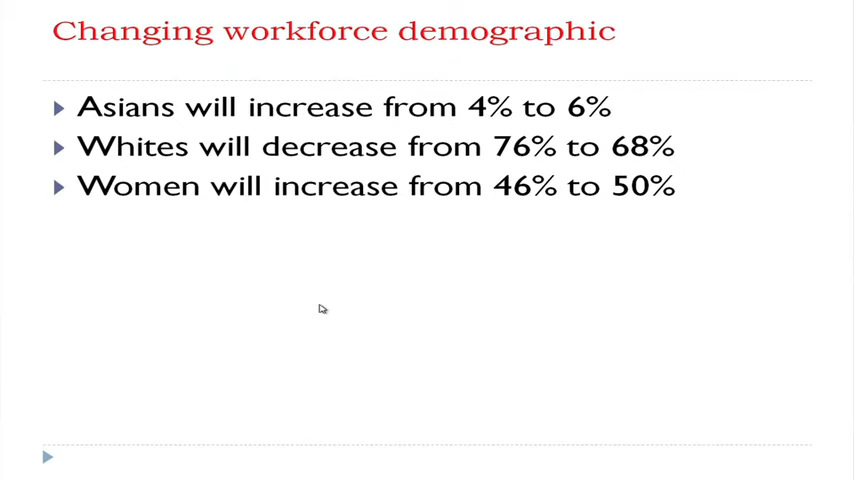 Changing workforce demographic
Asians will increase from 4% to 6%
Whites will decrease from 76% to 68%
Women will increase from 46% to 50%